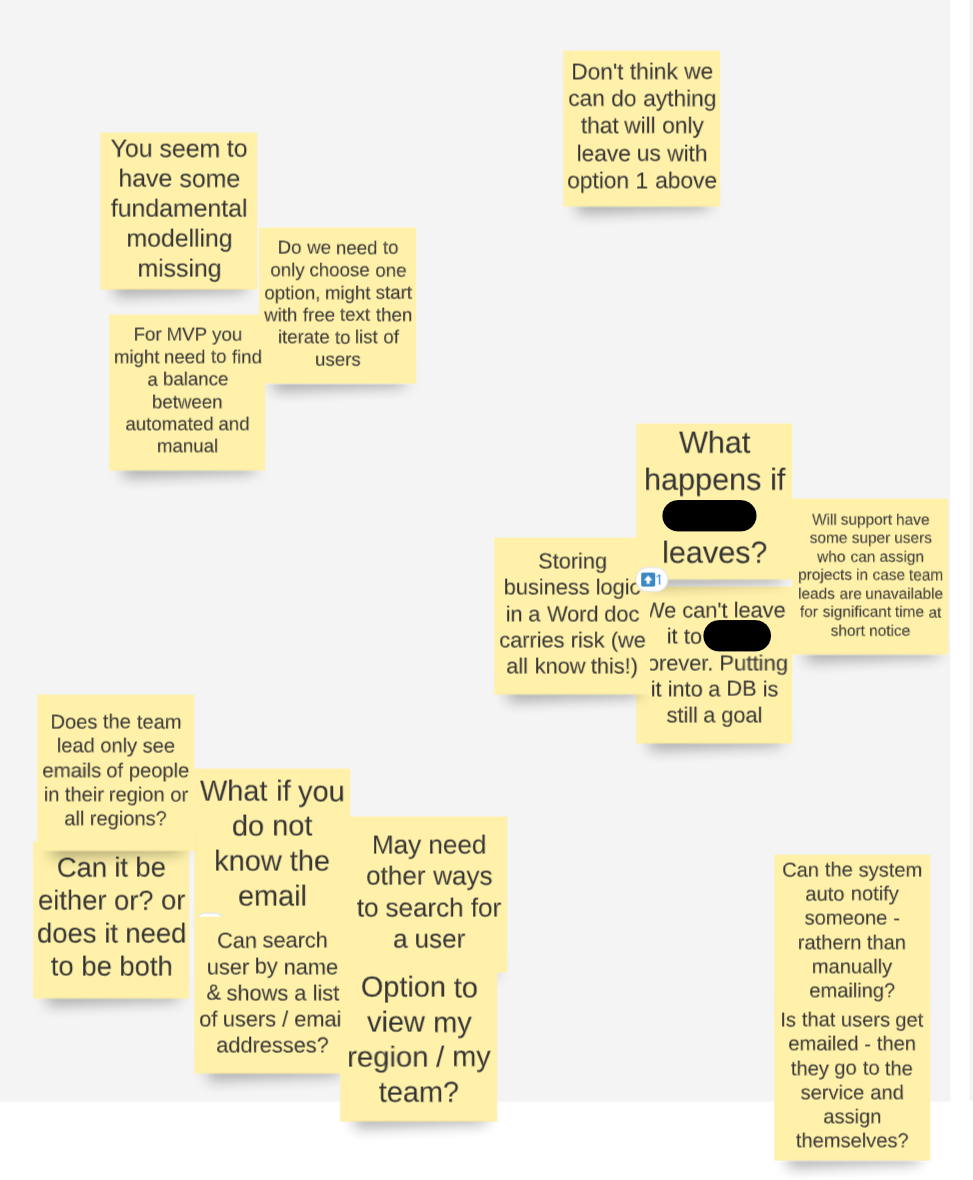 Don't think we
can do aything
that will only
leave us with
option 1 above
You seem to
have some
fundamental
modelling
missing
Do we need to
only choose one
option, might start
with free text then
iterate to list of
users
For MVP you
might need to find
a balance
between
automated and
manual
What
happens if
leaves?
Will support have
some super users
who can assign
projects in case team
leads are unavailable
for significant time at
short notice
Storing
business logic
in a Word doc
carries risk (we
all know this!)
1
We can't leave
it to
orever. Putting
it into a DB is
still a goal
Does the team
lead only see
emails of people
in their region or
all regions?
Can it be
either or? or
does it need
to be both
What if you
do not
know the
email
Can search
user by name
& shows a list
of users / emai
addresses?
May need
other ways
to search for
a user
Option to
view my
region / my
team?
Can the system
auto notify
someone -
rathern than
manually
emailing?
Is that users get
emailed - then
they go to the
service and
assign
themselves?